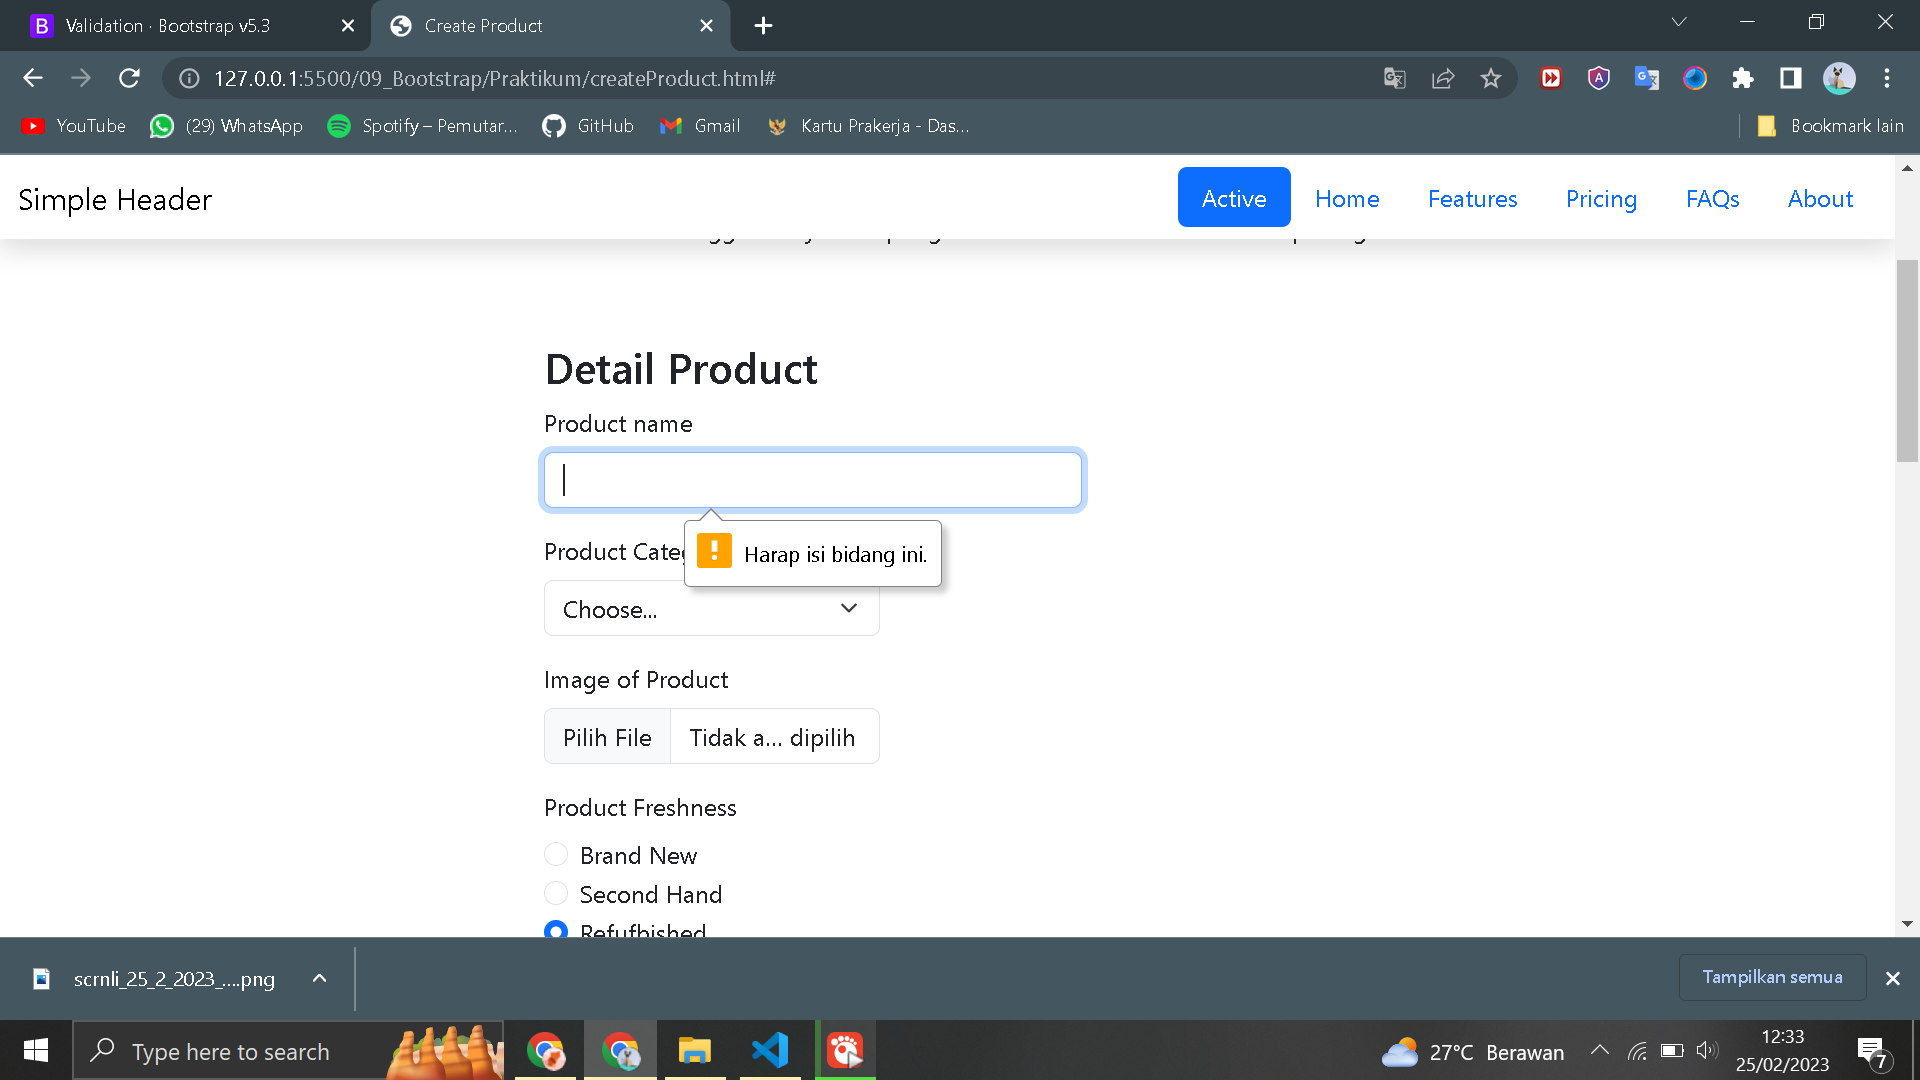 Validation · Bootstrap v5.3
Create Product
127.0.0.1:5500/09_Bootstrap/Praktikum/createProduct.html#
YouTube
(29) WhatsApp
Spotify – Pemutar...
GitHub
Gmail
Kartu Prakerja - Das...
Bookmark lain
Simple Header
Active
Home
Features
Pricing
FAQs
About
Detail Product
Product name
Harap isi bidang ini.
Product Categ
Choose...
Image of Product
Pilih File
Tidak a... dipilih
Product Freshness
Brand New
Second Hand
Refufbished
scrnli_25_2_2023_....png
Tampilkan semua
Type here to search
27°C Berawan
12:33
25/02/2023
7